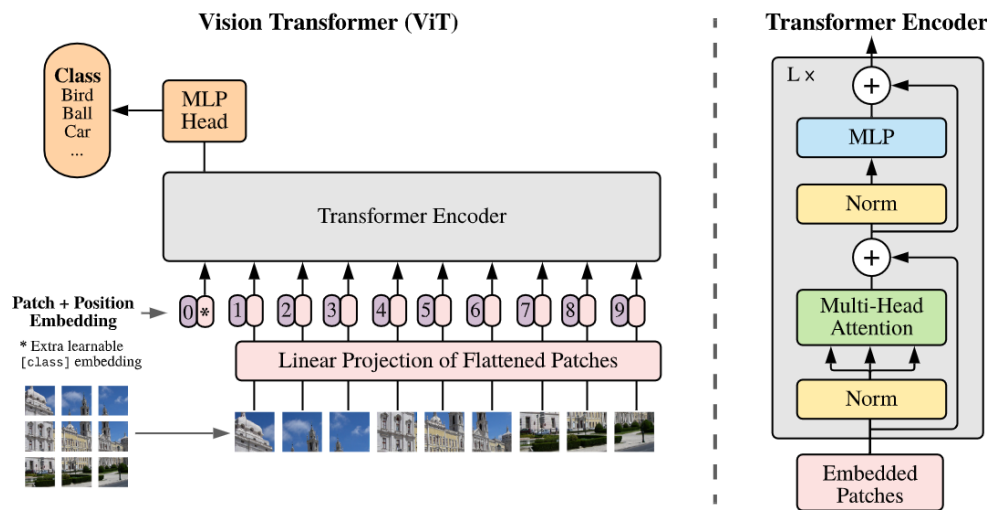 Vision Transformer (ViT)
Class
Bird
Ball
Car
...
MLP
Head
Transformer Encoder
Patch + Position
Embedding
0 * 1 2 3 4 5 6 7 8 9
* Extra learnable
[class] embedding
Linear Projection of Flattened Patches
Transformer Encoder
L ×
+
MLP
Norm
+
Multi-Head
Attention
Norm
Embedded
Patches